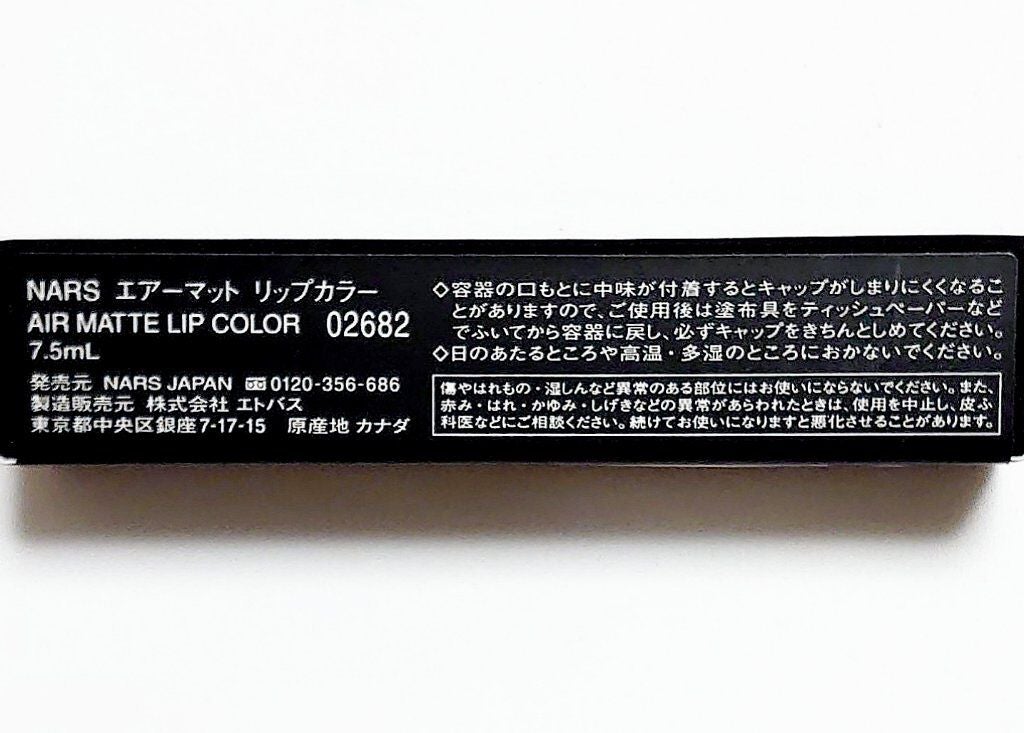 NARS エアーマット リップカラー
AIR MATTE LIP COLOR 02682
7.5mL
発売元 NARS JAPAN 0120-356-686
製造販売元 株式会社 エトバス
東京都中央区銀座7-17-15 原産地 カナダ
◇容器の口もとに中味が付着するとキャップがしまりにくくなるこ
とがありますので、ご使用後は塗布具をティッシュペーパーなど
でふいてから容器に戻し、必ずキャップをきちんとしめてください。
◇日のあたるところや高温・多湿のところにおかないでください。
傷やはれもの・湿しんなど異常のある部位にはお使いにならないでください。また、
赤み・はれ・かゆみ・しげきなどの異常があらわれたときは、使用を中止し、皮ふ
科医などにご相談ください。続けてお使いになりますと悪化させることがあります。